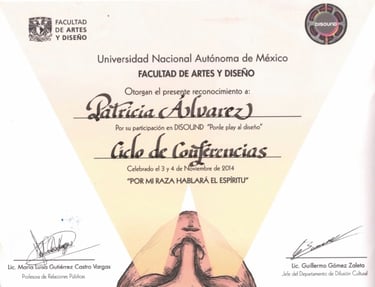 FACULTAD
DE ARTES
Y DISEÑO
DISOUND
Universidad Nacional Autónoma de México
FACULTAD DE ARTES Y DISEÑO
Otorgan el presente reconocimiento a:
Patricia Álvarez
Por su participación en DISOUND "Ponle play al diseño"
Ciclo de Conferencias
Celebrado el 3 y 4 de Noviembre de 2014
"POR MI RAZA HABLARÁ EL ESPÍRITU"
Lic. María Luisa Gutiérrez Castro Vargas
Profesora de Relaciones Públicas
Lic. Guillermo Gómez Zaleta
Jefe del Departamento de Difusión Cultural